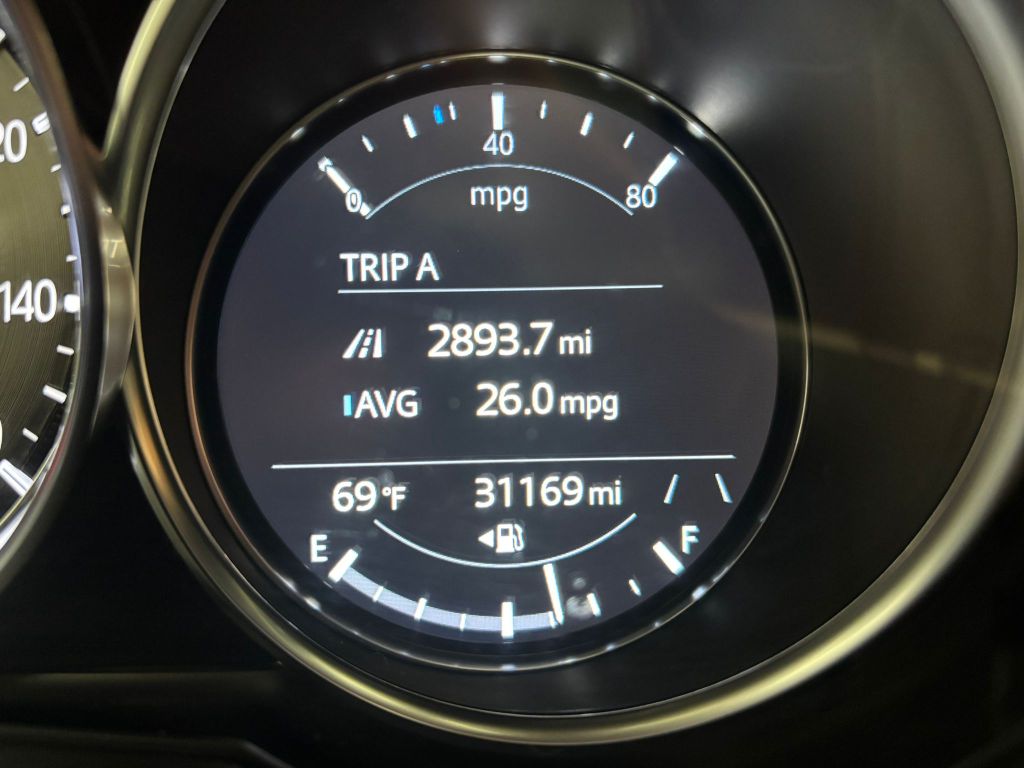 20
140
40
0 mpg 80
TRIP A
2893.7 mi
AVG 26.0 mpg
69°F 31169 mi
E F